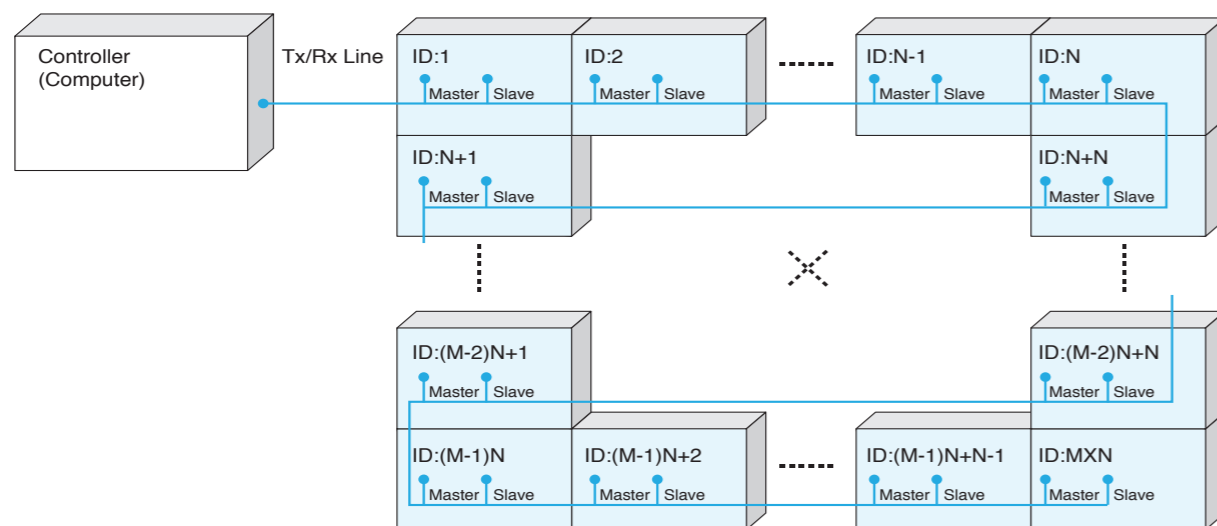 Controller
(Computer)
Tx/Rx Line
ID:1
Master Slave
ID:2
Master Slave
ID:N-1
Master Slave
ID:N
Master Slave
ID:N+1
Master Slave
ID:N+N
Master Slave
ID:(M-2)N+1
Master Slave
ID:(M-2)N+N
Master Slave
ID:(M-1)N
Master Slave
ID:(M-1)N+2
Master Slave
ID:(M-1)N+N-1
Master Slave
ID:MXN
Master Slave